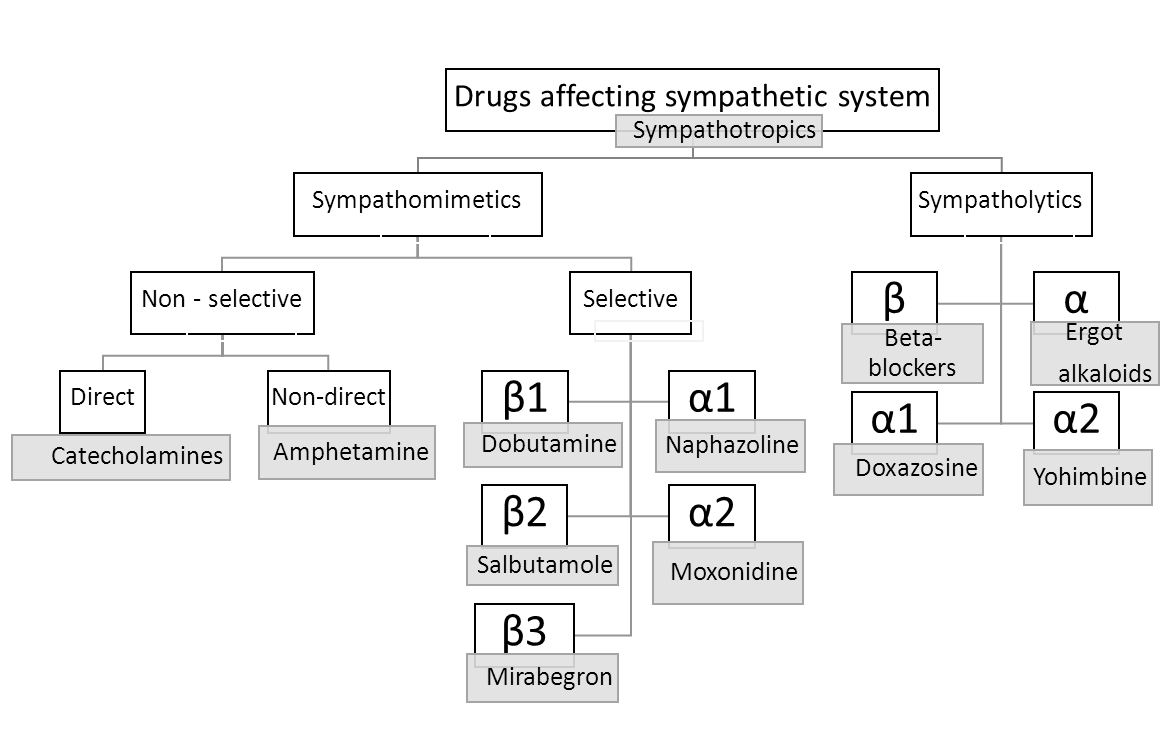 Drugs affecting sympathetic system
Sympathotropics
Sympathomimetics
Sympatholytics
Non - selective
Selective
β
α
Beta-
blockers
Ergot
alkaloids
Direct
Non-direct
β1
α1
α1
α2
Catecholamines
Amphetamine
Dobutamine
Naphazoline
Doxazosine
Yohimbine
β2
α2
Salbutamole
Moxonidine
β3
Mirabegron